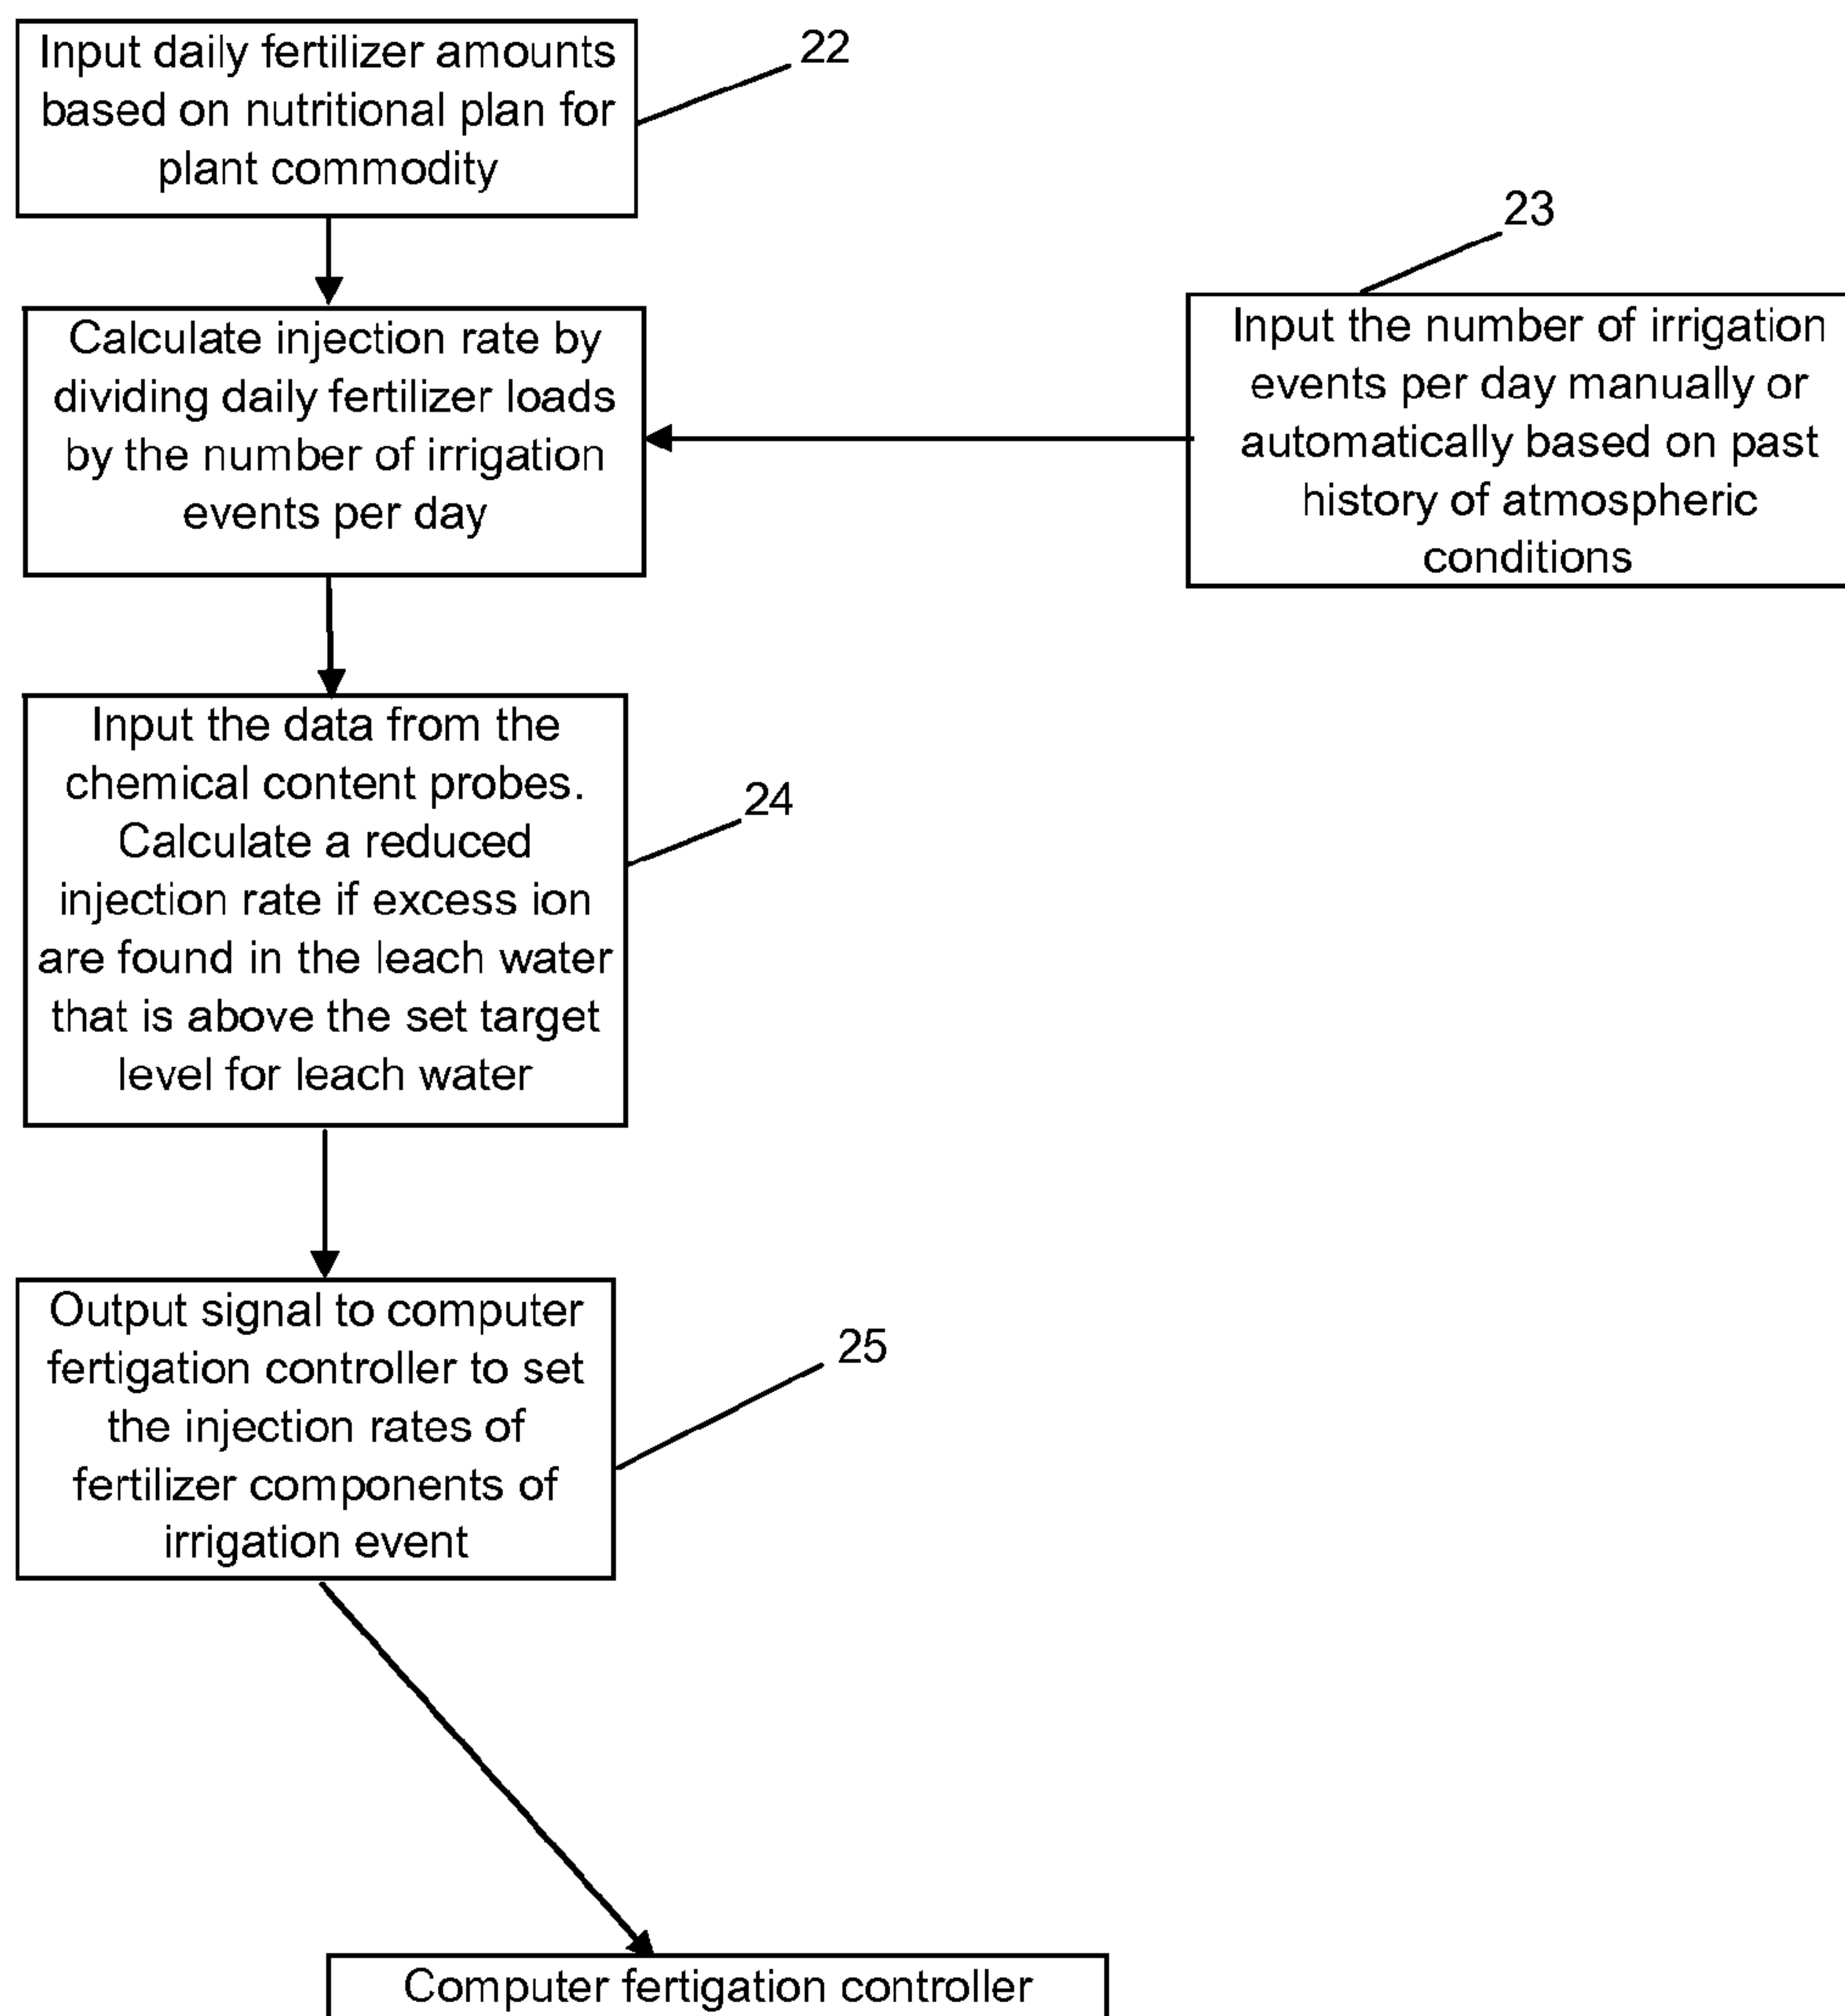 Input daily fertilizer amounts
based on nutritional plan for
plant commodity
22
23
Calculate injection rate by
dividing daily fertilizer loads
by the number of irrigation
events per day
Input the number of irrigation
events per day manually or
automatically based on past
history of atmospheric
conditions
Input the data from the
chemical content probes.
Calculate a reduced
injection rate if excess ion
are found in the leach water
that is above the set target
level for leach water
24
Output signal to computer
fertigation controller to set
the injection rates of
fertilizer components of
irrigation event
25
Computer fertigation controller